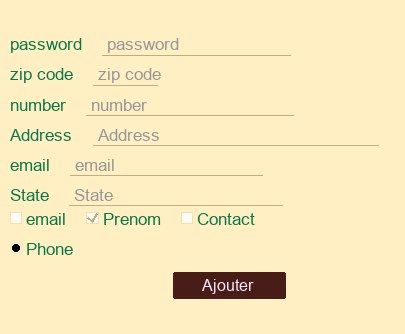 password password
zip code zip code
number number
Address Address
email email
State State
email Prenom Contact
Phone
Ajouter